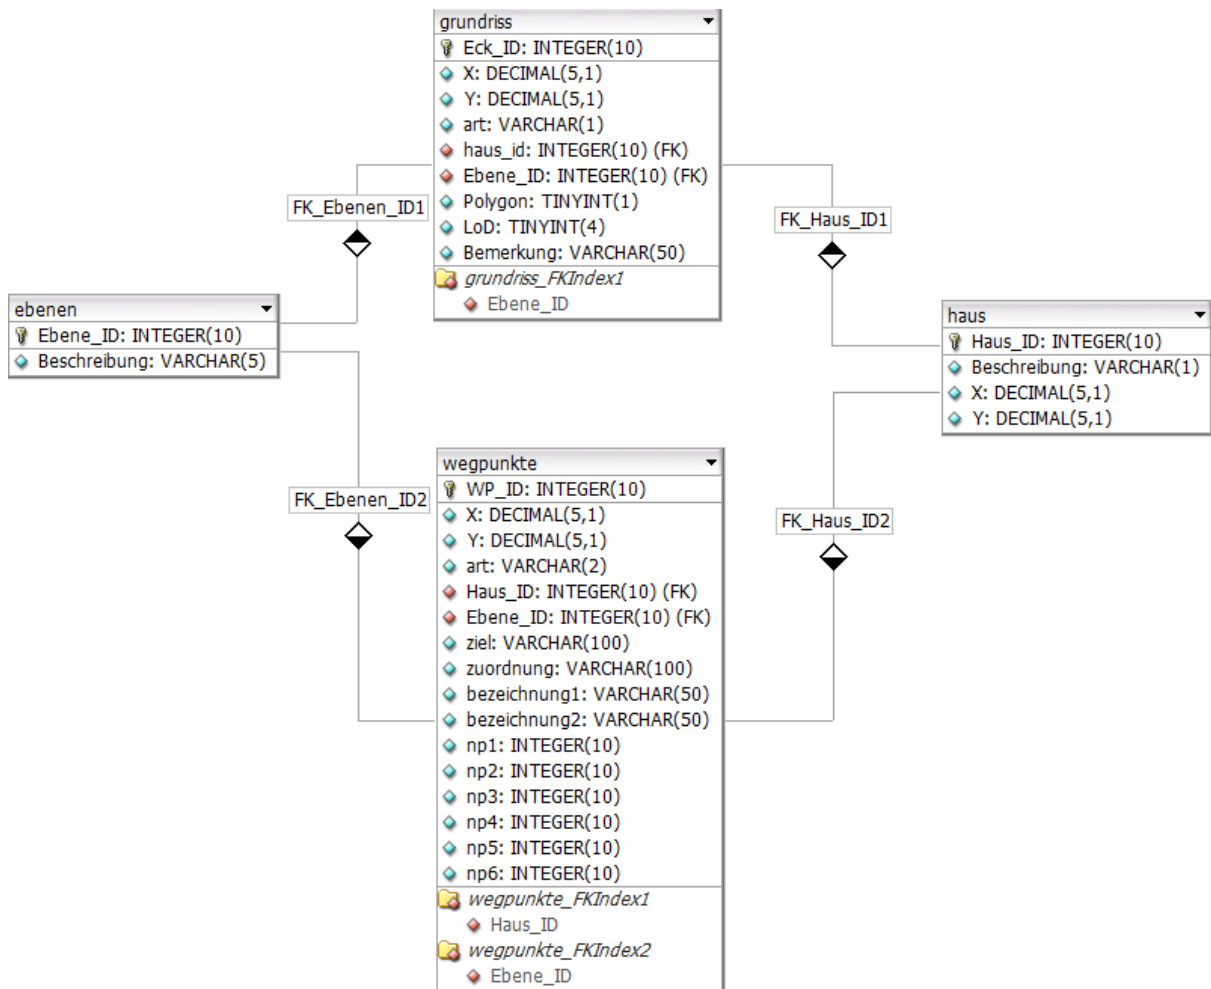 grundriss
Eck_ID: INTEGER(10)
X: DECIMAL(5,1)
Y: DECIMAL(5,1)
art: VARCHAR(1)
haus_id: INTEGER(10) (FK)
Ebene_ID: INTEGER(10) (FK)
Polygon: TINYINT(1)
LoD: TINYINT(4)
Bemerkung: VARCHAR(50)
grundriss_FKIndex1
Ebene_ID
FK_Ebenen_ID1
FK_Haus_ID1
ebenen
Ebene_ID: INTEGER(10)
Beschreibung: VARCHAR(5)
haus
Haus_ID: INTEGER(10)
Beschreibung: VARCHAR(1)
X: DECIMAL(5,1)
Y: DECIMAL(5,1)
FK_Ebenen_ID2
FK_Haus_ID2
wegpunkte
WP_ID: INTEGER(10)
X: DECIMAL(5,1)
Y: DECIMAL(5,1)
art: VARCHAR(2)
Haus_ID: INTEGER(10) (FK)
Ebene_ID: INTEGER(10) (FK)
ziel: VARCHAR(100)
zuordnung: VARCHAR(100)
bezeichnung1: VARCHAR(50)
bezeichnung2: VARCHAR(50)
np1: INTEGER(10)
np2: INTEGER(10)
np3: INTEGER(10)
np4: INTEGER(10)
np5: INTEGER(10)
np6: INTEGER(10)
wegpunkte_FKIndex1
Haus_ID
wegpunkte_FKIndex2
Ebene_ID